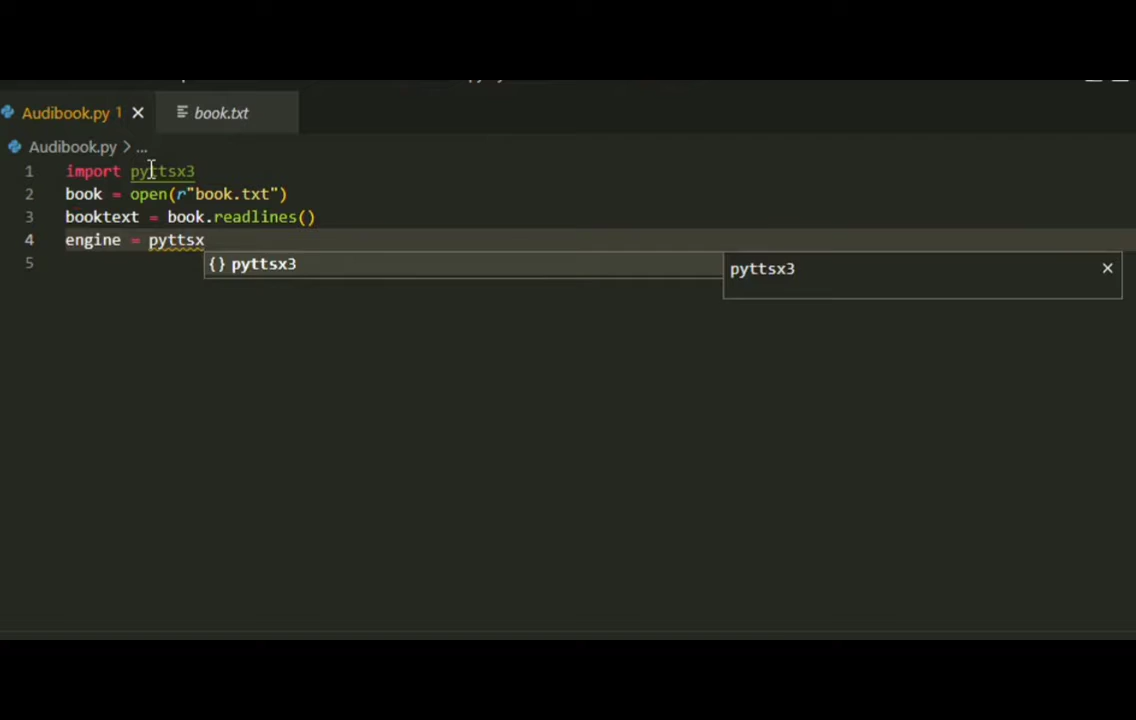 Audibook.py 1
book.txt
Audibook.py > ...
1 import pyttsx3
2 book = open(r"book.txt")
3 booktext = book.readlines()
4 engine = pyttsx
{} pyttsx3
pyttsx3
5